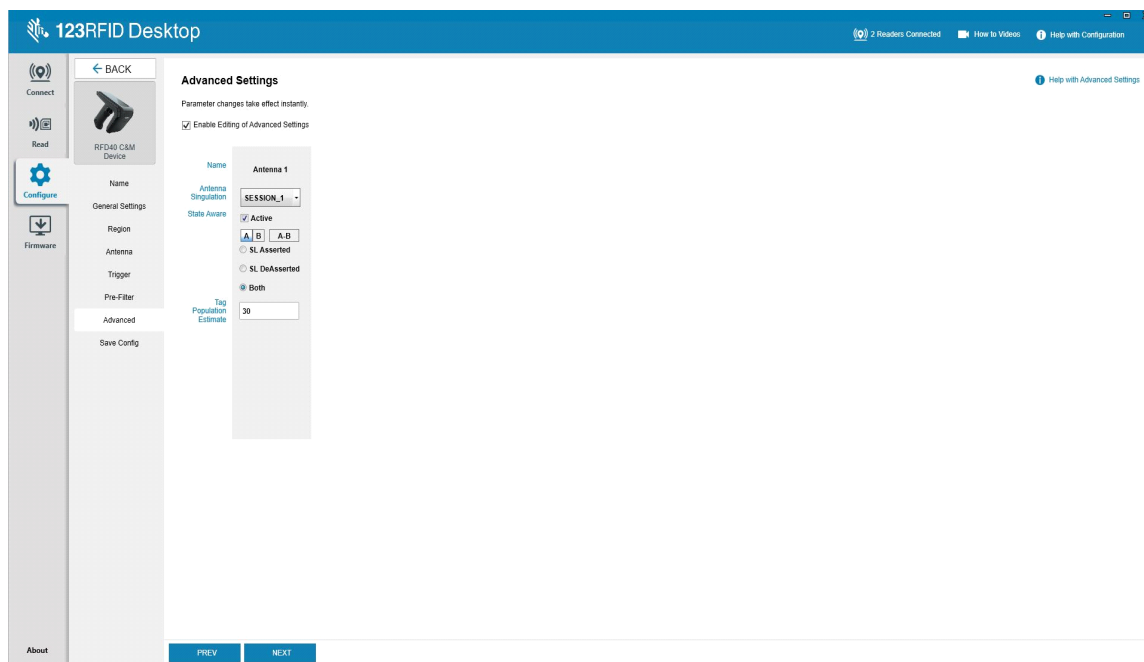 123RFID Desktop
2 Readers Connected
How to Videos
Help with Configuration
Connect
Read
Configure
Firmware
About
BACK
RFD40 C&M
Device
Name
General Settings
Region
Antenna
Trigger
Pre-Filter
Advanced
Save Config
Advanced Settings
Help with Advanced Settings
Parameter changes take effect instantly.
Enable Editing of Advanced Settings
Name
Antenna 1
Antenna
Singulation
SESSION_1
State Aware
Active
A B A-B
SL Asserted
SL DeAsserted
Both
Tag
Population
Estimate
30
PREV
NEXT